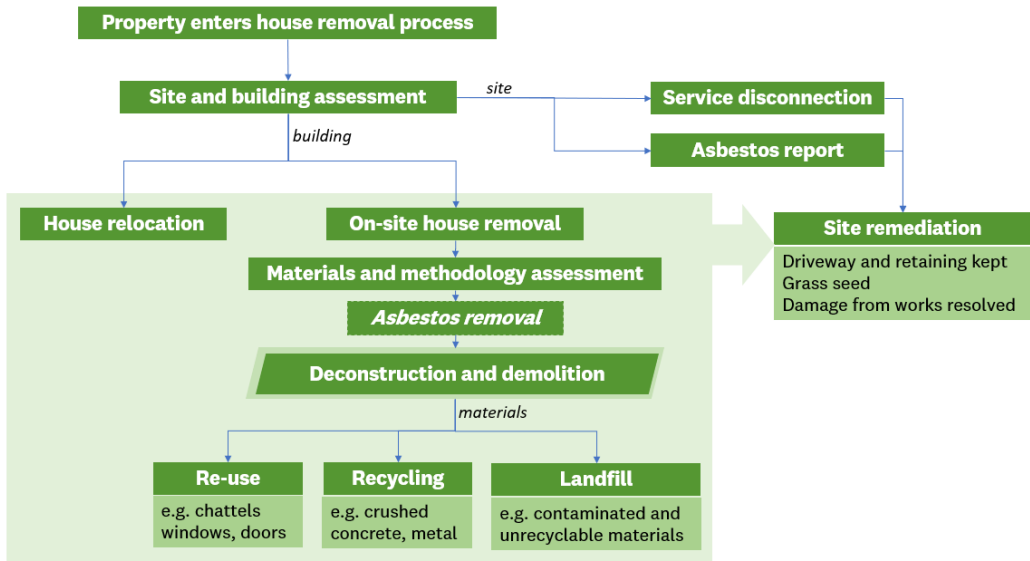 Property enters house removal process
Site and building assessment
site
Service disconnection
building
Asbestos report
House relocation
On-site house removal
Site remediation
Driveway and retaining kept
Grass seed
Damage from works resolved
Materials and methodology assessment
Asbestos removal
Deconstruction and demolition
materials
Re-use
e.g. chattels
windows, doors
Recycling
e.g. crushed
concrete, metal
Landfill
e.g. contaminated and
unrecyclable materials